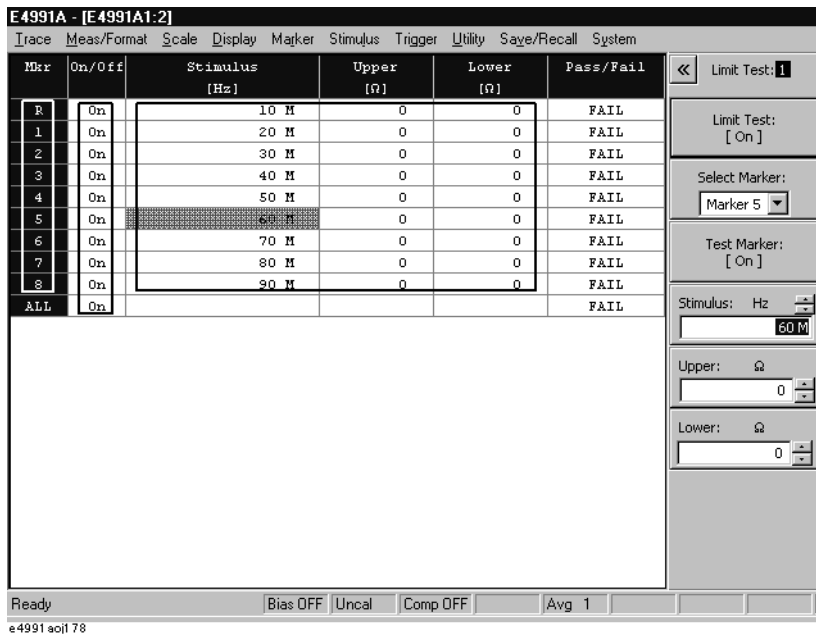 E4991A - [E4991A1:2]
Trace Meas/Format Scale Display Marker Stimulus Trigger Utility Save/Recall System
Mkr On/Off Stimulus [Hz] Upper [Ω] Lower [Ω] Pass/Fail
R On 10 M 0 0 FAIL
1 On 20 M 0 0 FAIL
2 On 30 M 0 0 FAIL
3 On 40 M 0 0 FAIL
4 On 50 M 0 0 FAIL
5 On 60 M 0 0 FAIL
6 On 70 M 0 0 FAIL
7 On 80 M 0 0 FAIL
8 On 90 M 0 0 FAIL
ALL On FAIL
« Limit Test: 1
Limit Test:
[ On ]
Select Marker:
Marker 5
Test Marker:
[ On ]
Stimulus: Hz
60 M
Upper: Ω
0
Lower: Ω
0
Ready Bias OFF Uncal Comp OFF Avg 1
e4991aoj178